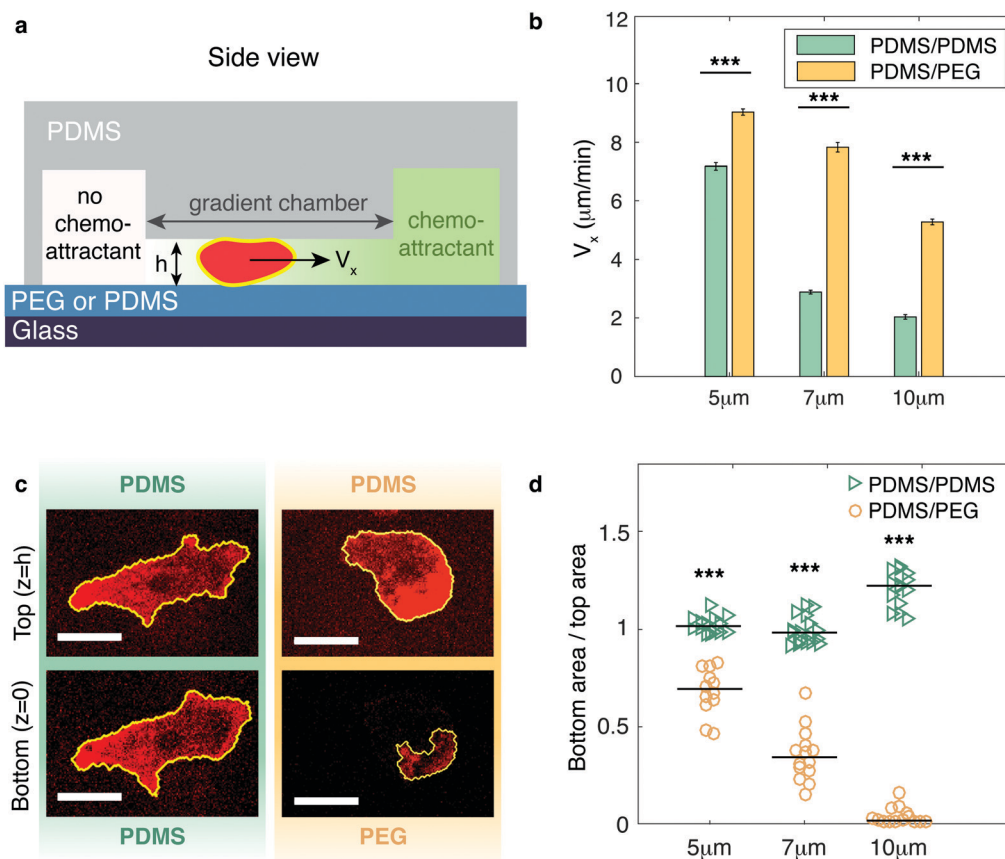 a
Side view
PDMS
no
chemo-
attractant
gradient chamber
chemo-
attractant
h
Vx
PEG or PDMS
Glass
b
12
10
8
6
4
2
0
Vx (μm/min)
PDMS/PDMS
PDMS/PEG
***
***
***
5μm
7μm
10μm
c
PDMS
PDMS
Top (z=h)
Bottom (z=0)
PDMS
PEG
d
1.5
1
0.5
0
Bottom area / top area
PDMS/PDMS
PDMS/PEG
***
***
***
5μm
7μm
10μm